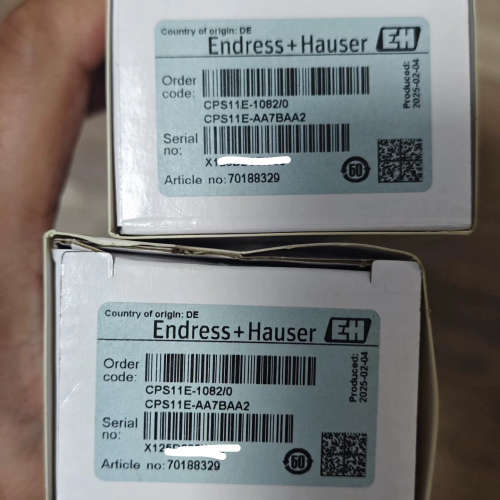 Country of origin: DE
Endress+Hauser EH
Order code:
CPS11E-1082/0
CPS11E-AA7BAA2
Serial no:
Article no: 70188329
Produced: 2025-02-04
60
Country of origin: DE
Endress+Hauser EH
Order code:
CPS11E-1082/0
CPS11E-AA7BAA2
Serial no:
Article no: 70188329
Produced: 2025-02-04
60